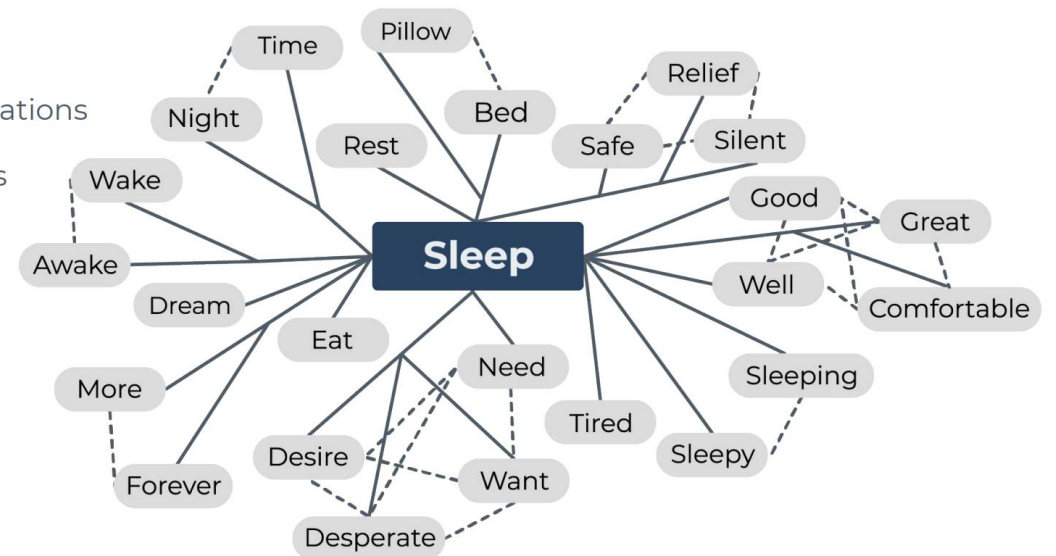 Pillow
Time
Relief
ations
Bed
Night
Silent
Rest
Safe
s
Wake
Good
Great
Sleep
Awake
Well
Dream
Comfortable
Eat
Need
Sleeping
More
Tired
Desire
Sleepy
Want
Forever
Desperate